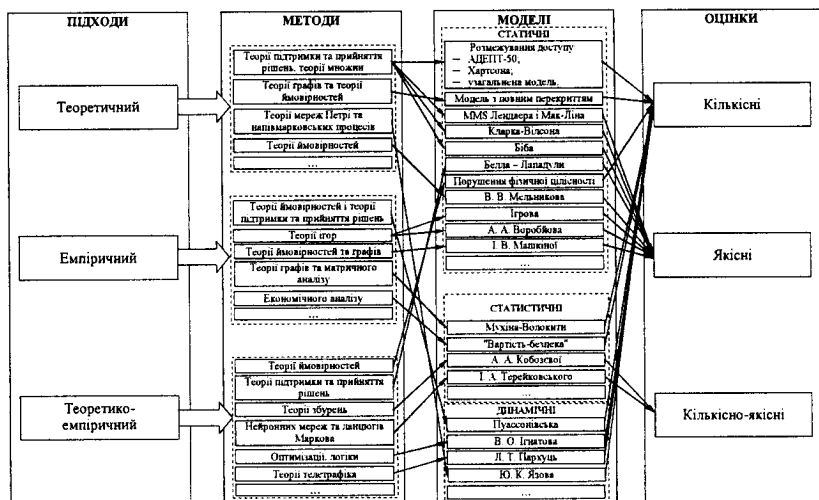 ПІДХОДИ
Теоретичний
Емпіричний
Теоретико-
емпіричний
МЕТОДИ
Теорії підтримки та прийняття
рішень, теорії множин
Теорії графів та теорії
ймовірностей
Теорії мереж Петрі та
напівмарковських процесів
Теорії ймовірностей
...
Теорії ймовірностей і теорії
підтримки та прийняття рішень
Теорії ігор
Теорії ймовірностей та графів
Теорії графів та матричного
аналізу
Економічного аналізу
...
Теорії ймовірностей
Теорії підтримки та прийняття
рішень
Теорії збурень
Нейронних мереж та ланцюгів
Маркова
Оптимізації, логіки
Теорії телетрафіка
...
МОДЕЛІ
СТАТИЧНІ
Розмежування доступу
— АДЕПТ-50;
— Хартсона;
— узагальнена модель.
Модель з повним перекриттям
MMS Лендвера і Мак-Ліна
Кларка-Вілсона
Біба
Белла – Лападули
Порушення фізичної цілісності
В. В. Мельникова
Ігрова
А. А. Воробйова
І. В. Машкіної
...
СТАТИСТИЧНІ
Мухіна-Волокити
"Вартість-безпека"
А. А. Кобозєвої
І. А. Терейковського
...
ДИНАМІЧНІ
Пуассонівська
В. О. Ігнатова
Л. Т. Пархуць
Ю. К. Язова
...
ОЦІНКИ
Кількісні
Якісні
Кількісно-якісні